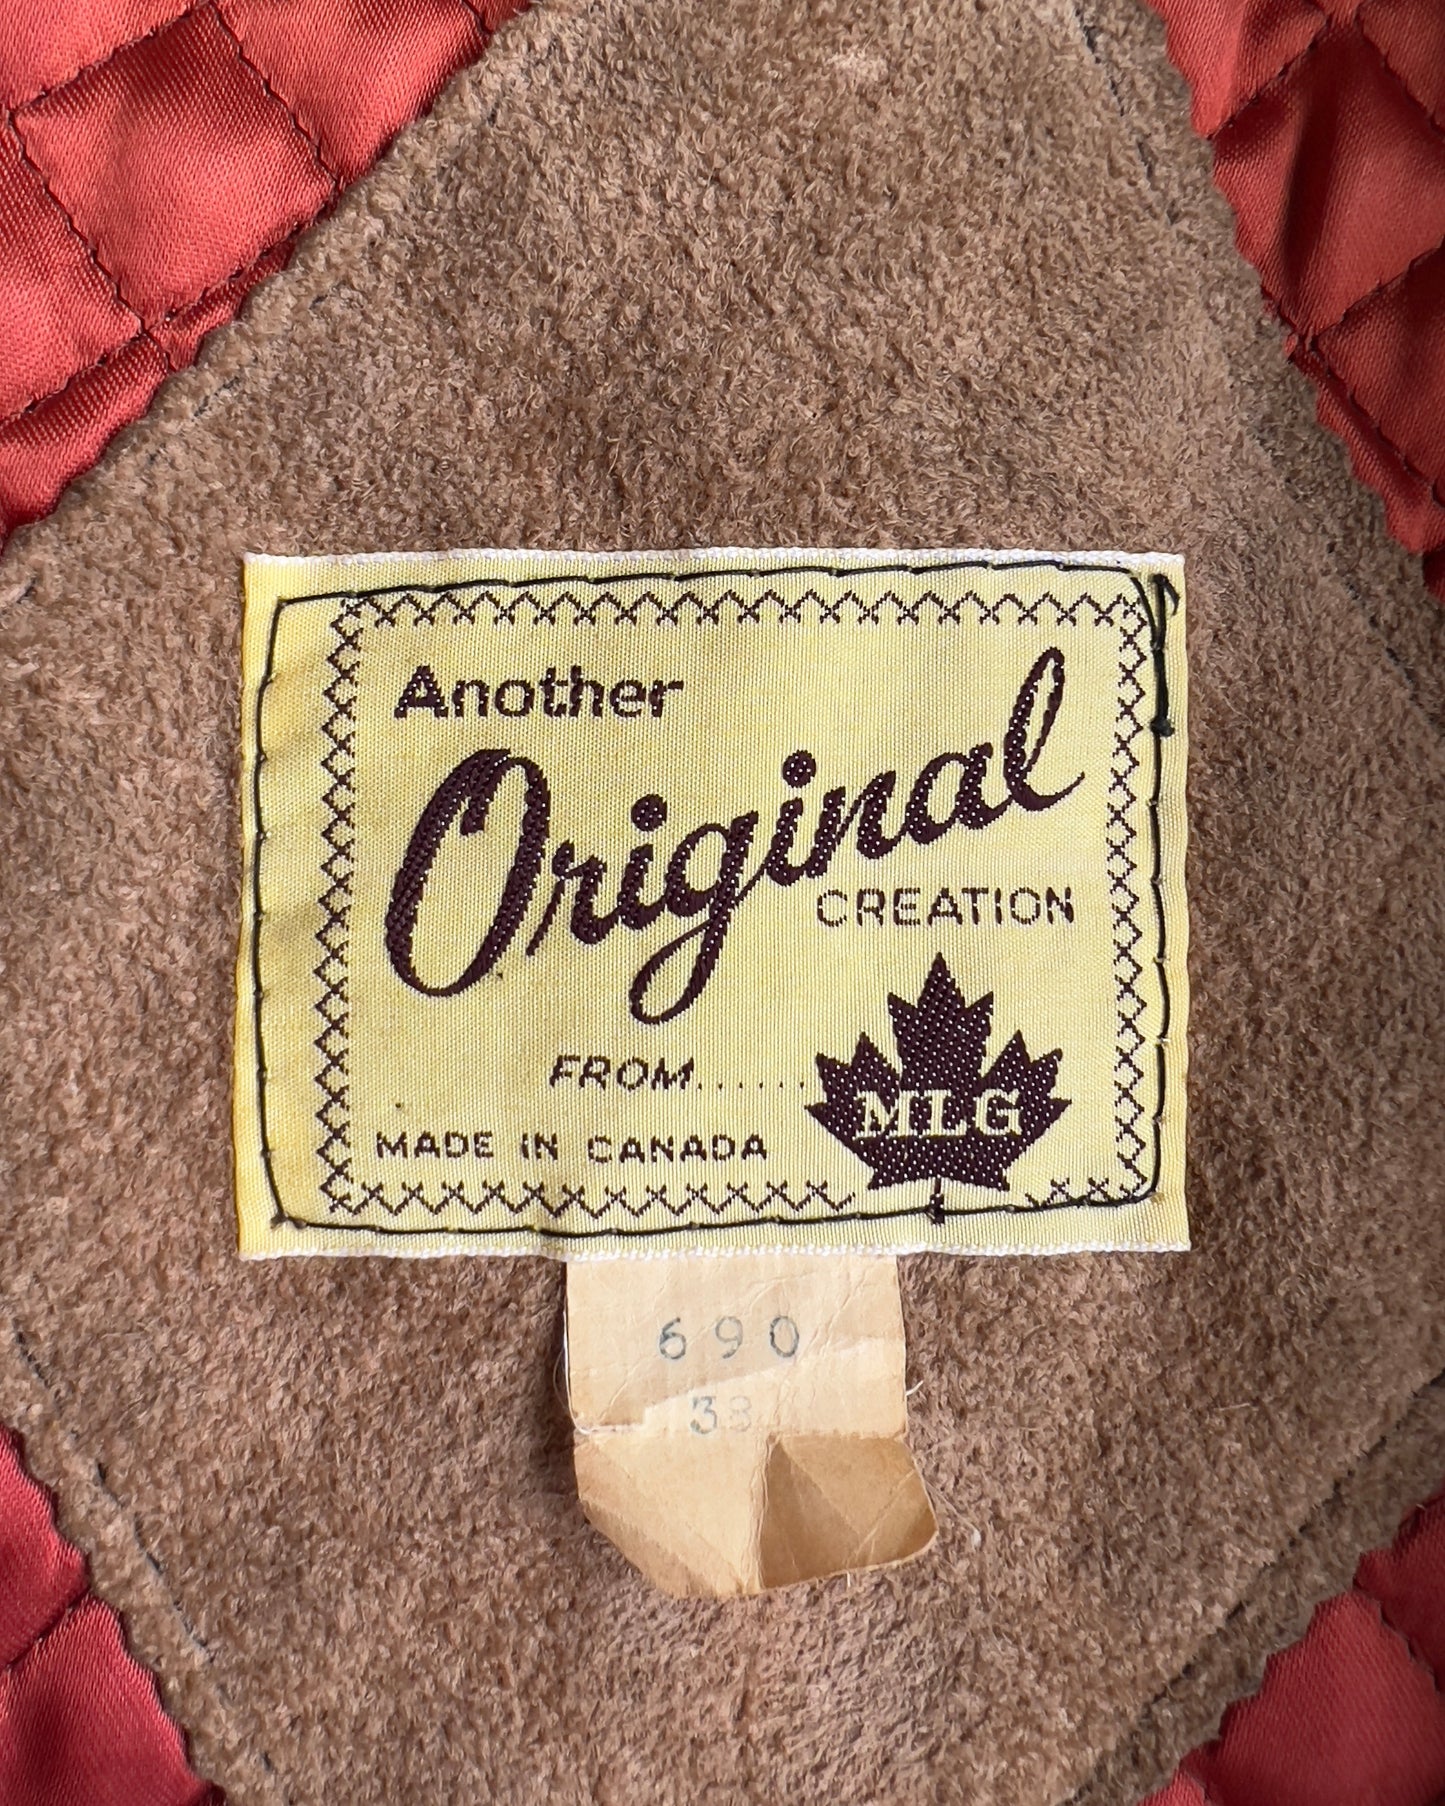 Another
Original
CREATION
FROM.......
MLG
MADE IN CANADA
690
38